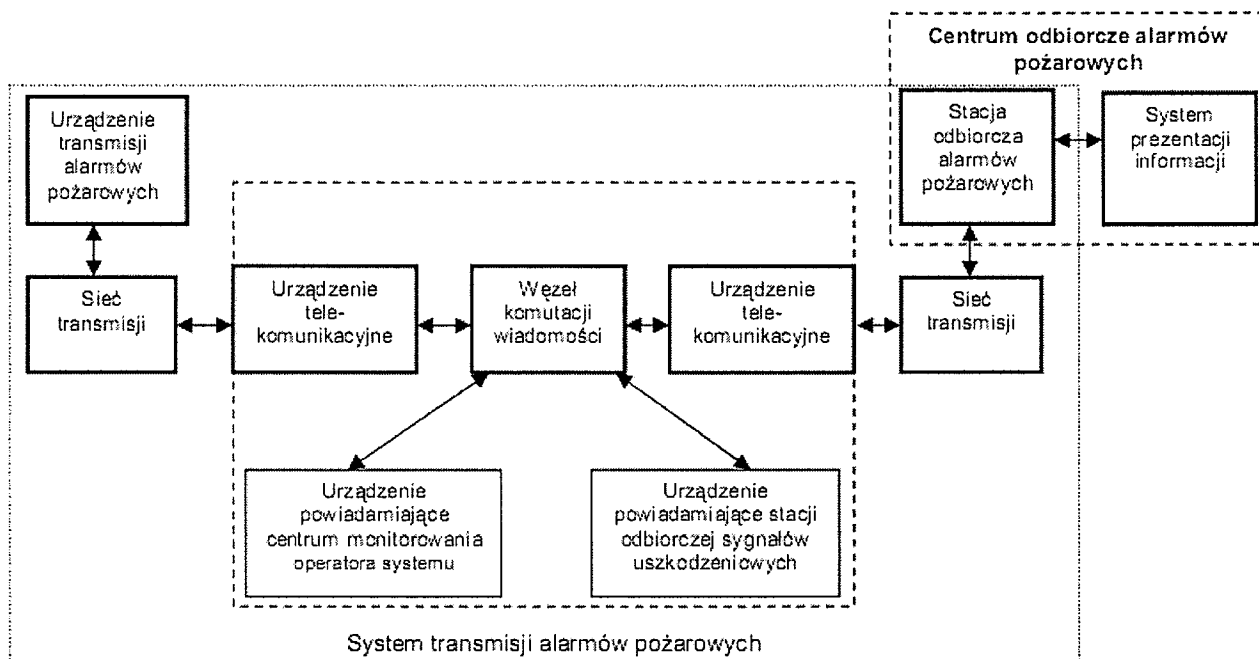 Centrum odbiorcze alarmów
pożarowych
Urządzenie
transmisji
alarmów
pożarowych
Stacja
odbiorcza
alarmów
pożarowych
System
prezentacji
informacji
Sieć
transmisji
Urządzenie
tele-
komunikacyjne
Węzeł
komutacji
wiadomości
Urządzenie
tele-
komunikacyjne
Sieć
transmisji
Urządzenie
powiadamiające
centrum monitorowania
operatora systemu
Urządzenie
powiadamiające stacji
odbiorczej sygnałów
uszkodzeniowych
System transmisji alarmów pożarowych